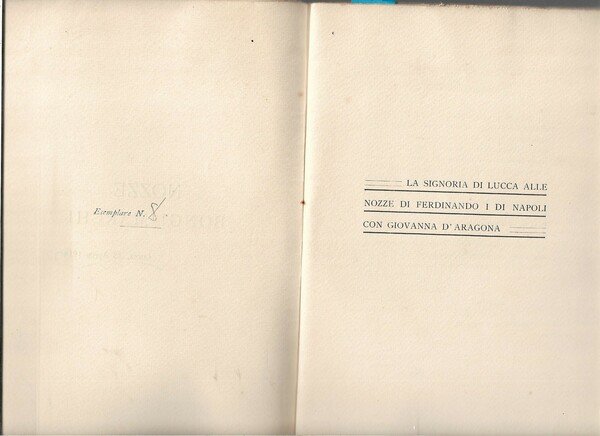 Esemplare N. 8.
LA SIGNORIA DI LUCCA ALLE
NOZZE DI FERDINANDO I DI NAPOLI
CON GIOVANNA D'ARAGONA